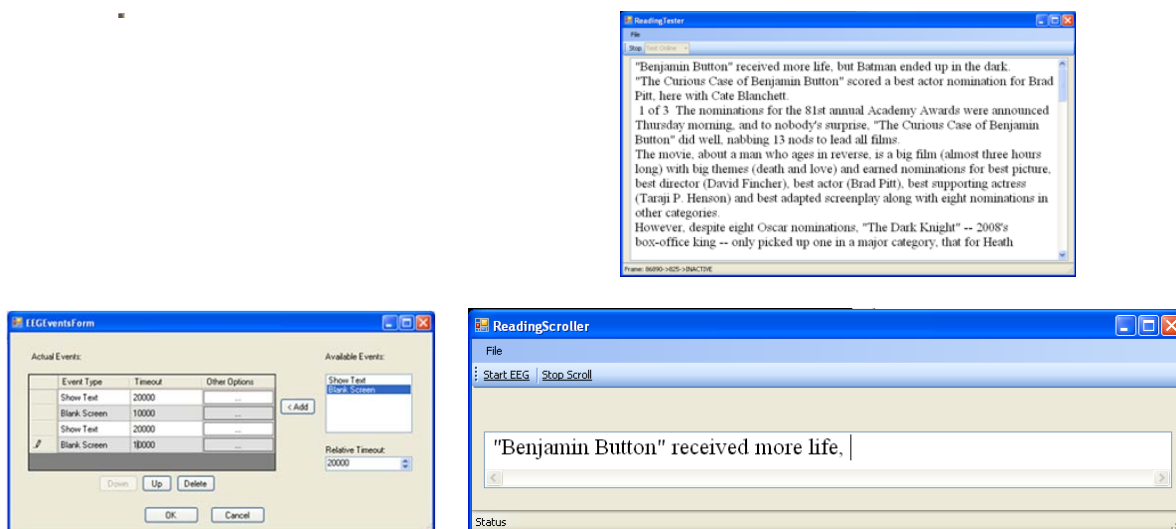 ReadingTester
File
Stop Test Online
"Benjamin Button" received more life, but Batman ended up in the dark.
"The Curious Case of Benjamin Button" scored a best actor nomination for Brad
Pitt, here with Cate Blanchett.
1 of 3 The nominations for the 81st annual Academy Awards were announced
Thursday morning, and to nobody's surprise, "The Curious Case of Benjamin
Button" did well, nabbing 13 nods to lead all films.
The movie, about a man who ages in reverse, is a big film (almost three hours
long) with big themes (death and love) and earned nominations for best picture,
best director (David Fincher), best actor (Brad Pitt), best supporting actress
(Taraji P. Henson) and best adapted screenplay along with eight nominations in
other categories.
However, despite eight Oscar nominations, "The Dark Knight" -- 2008's
box-office king -- only picked up one in a major category, that for Heath
Frame: 86890->825->INACTIVE
EEGEventsForm
Actual Events:
Available Events:
Event Type Timeout Other Options
Show Text 20000 ...
Blank Screen 10000 ...
Show Text 20000 ...
Blank Screen 10000 ...
< Add
Show Text
Blank Screen
Relative Timeout:
20000
Down Up Delete
OK Cancel
ReadingScroller
File
Start EEG Stop Scroll
"Benjamin Button" received more life,
Status